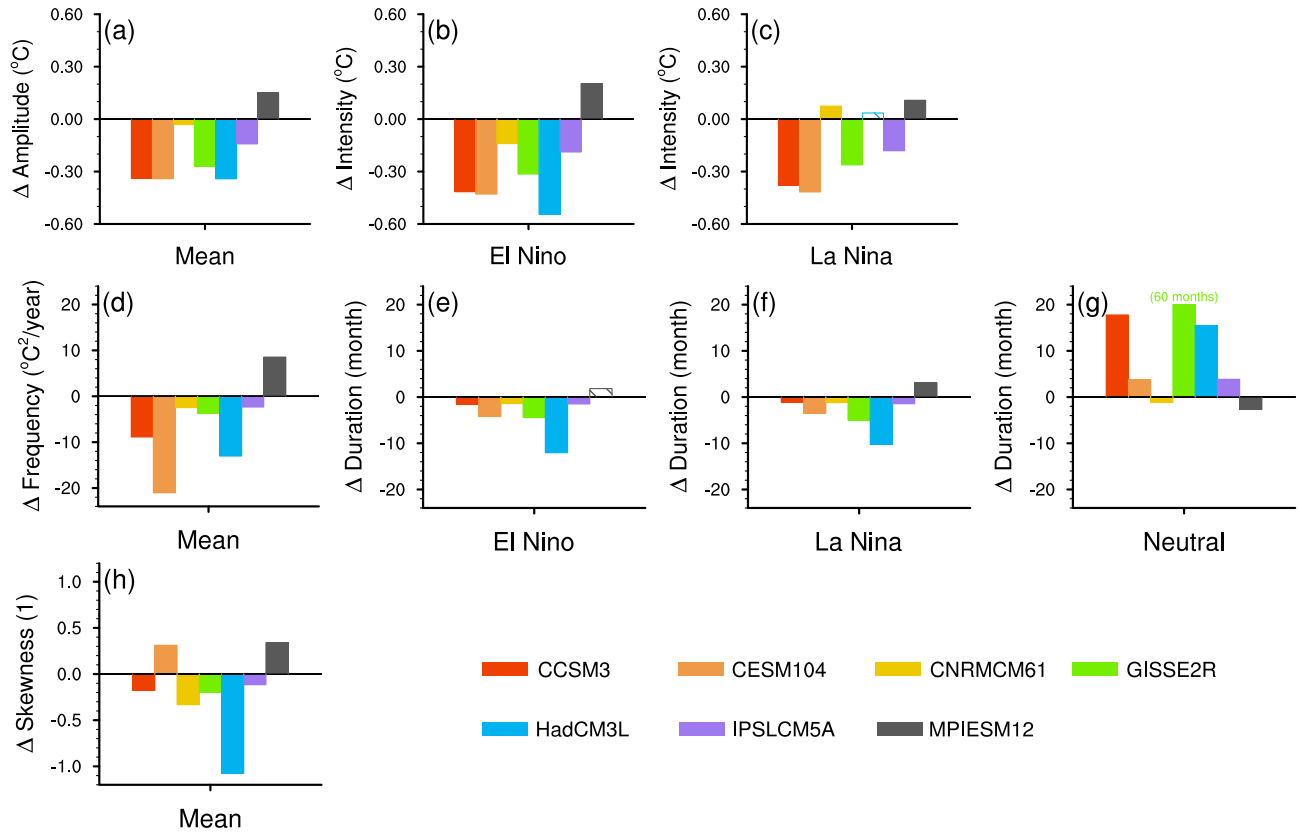 (a)
Δ Amplitude (°C)
0.60
0.30
0.00
-0.30
-0.60
Mean
(b)
Δ Intensity (°C)
0.60
0.30
0.00
-0.30
-0.60
El Nino
(c)
Δ Intensity (°C)
0.60
0.30
0.00
-0.30
-0.60
La Nina
(d)
Δ Frequency (°C²/year)
20
10
0
-10
-20
Mean
(e)
Δ Duration (month)
20
10
0
-10
-20
El Nino
(f)
Δ Duration (month)
20
10
0
-10
-20
La Nina
(g)
(60 months)
Δ Duration (month)
20
10
0
-10
-20
Neutral
(h)
Δ Skewness (1)
1.0
0.5
0.0
-0.5
-1.0
Mean
CCSM3 CESM104 CNRMCM61 GISSE2R
HadCM3L IPSLCM5A MPIESM12